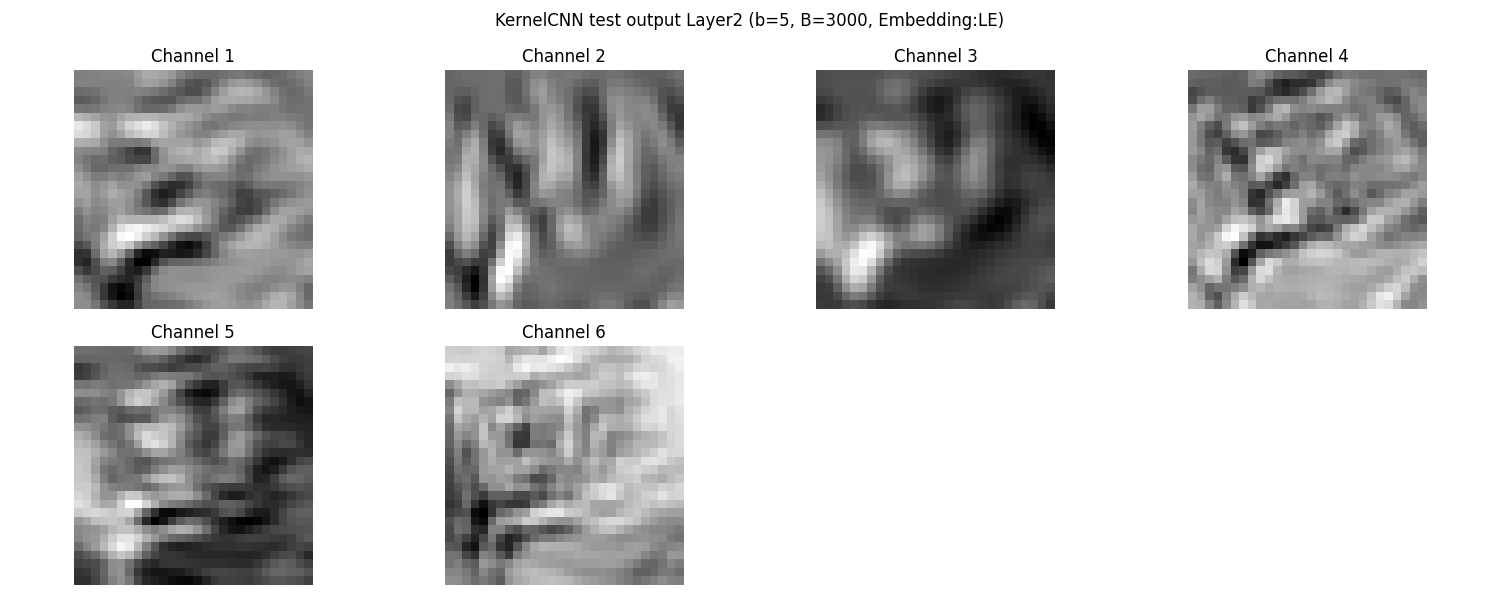 KernelCNN test output Layer2 (b=5, B=3000, Embedding:LE)
Channel 1
Channel 2
Channel 3
Channel 4
Channel 5
Channel 6